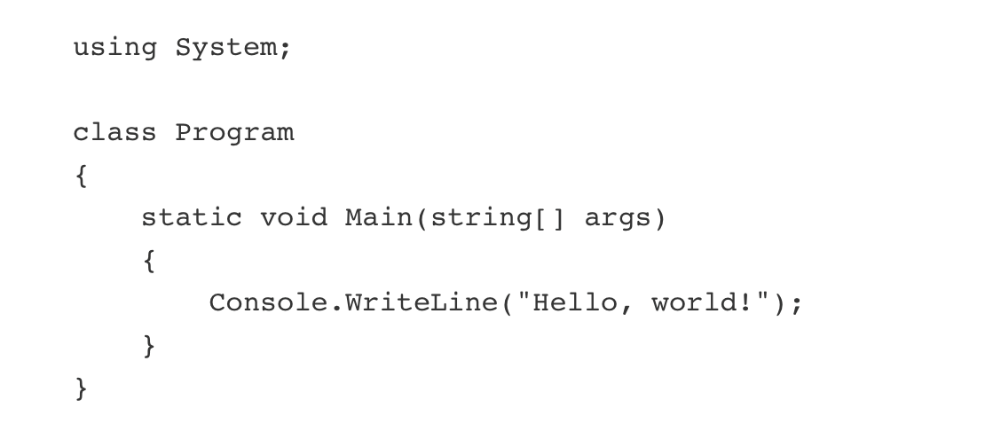 using System;

class Program
{
    static void Main(string[] args)
    {
        Console.WriteLine("Hello, world!");
    }
}